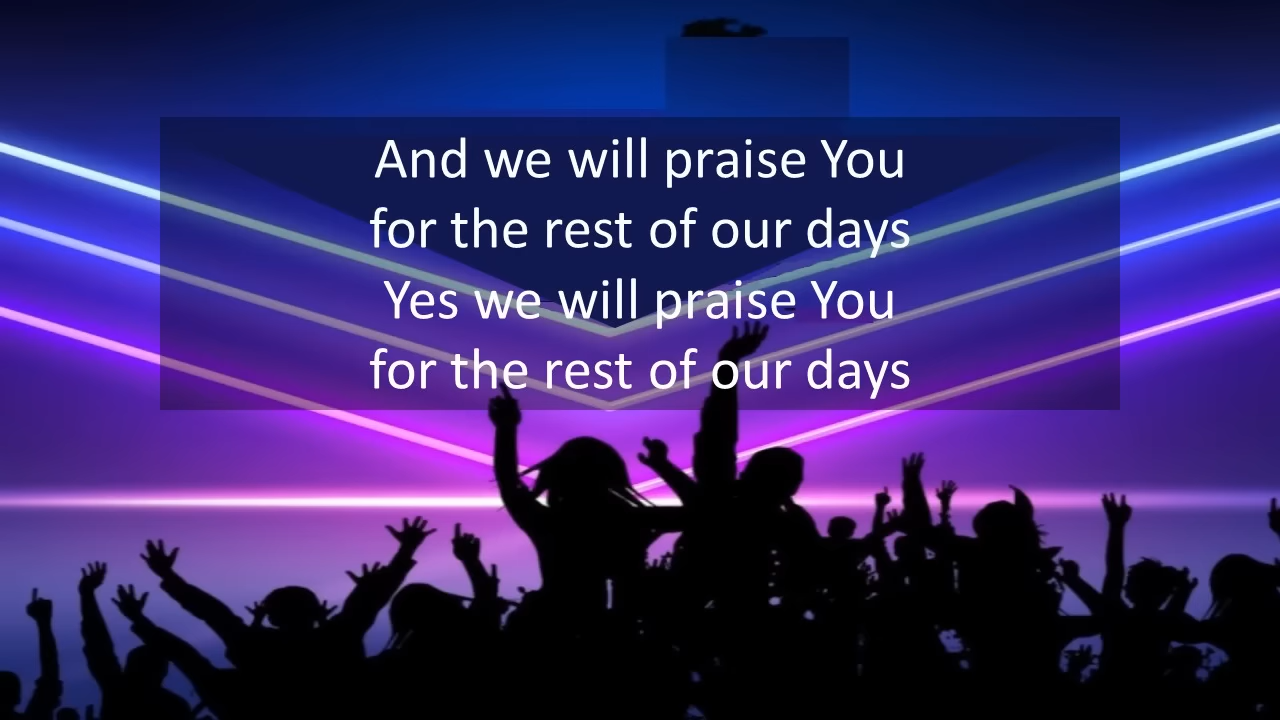 And we will praise You
for the rest of our days
Yes we will praise You
for the rest of our days